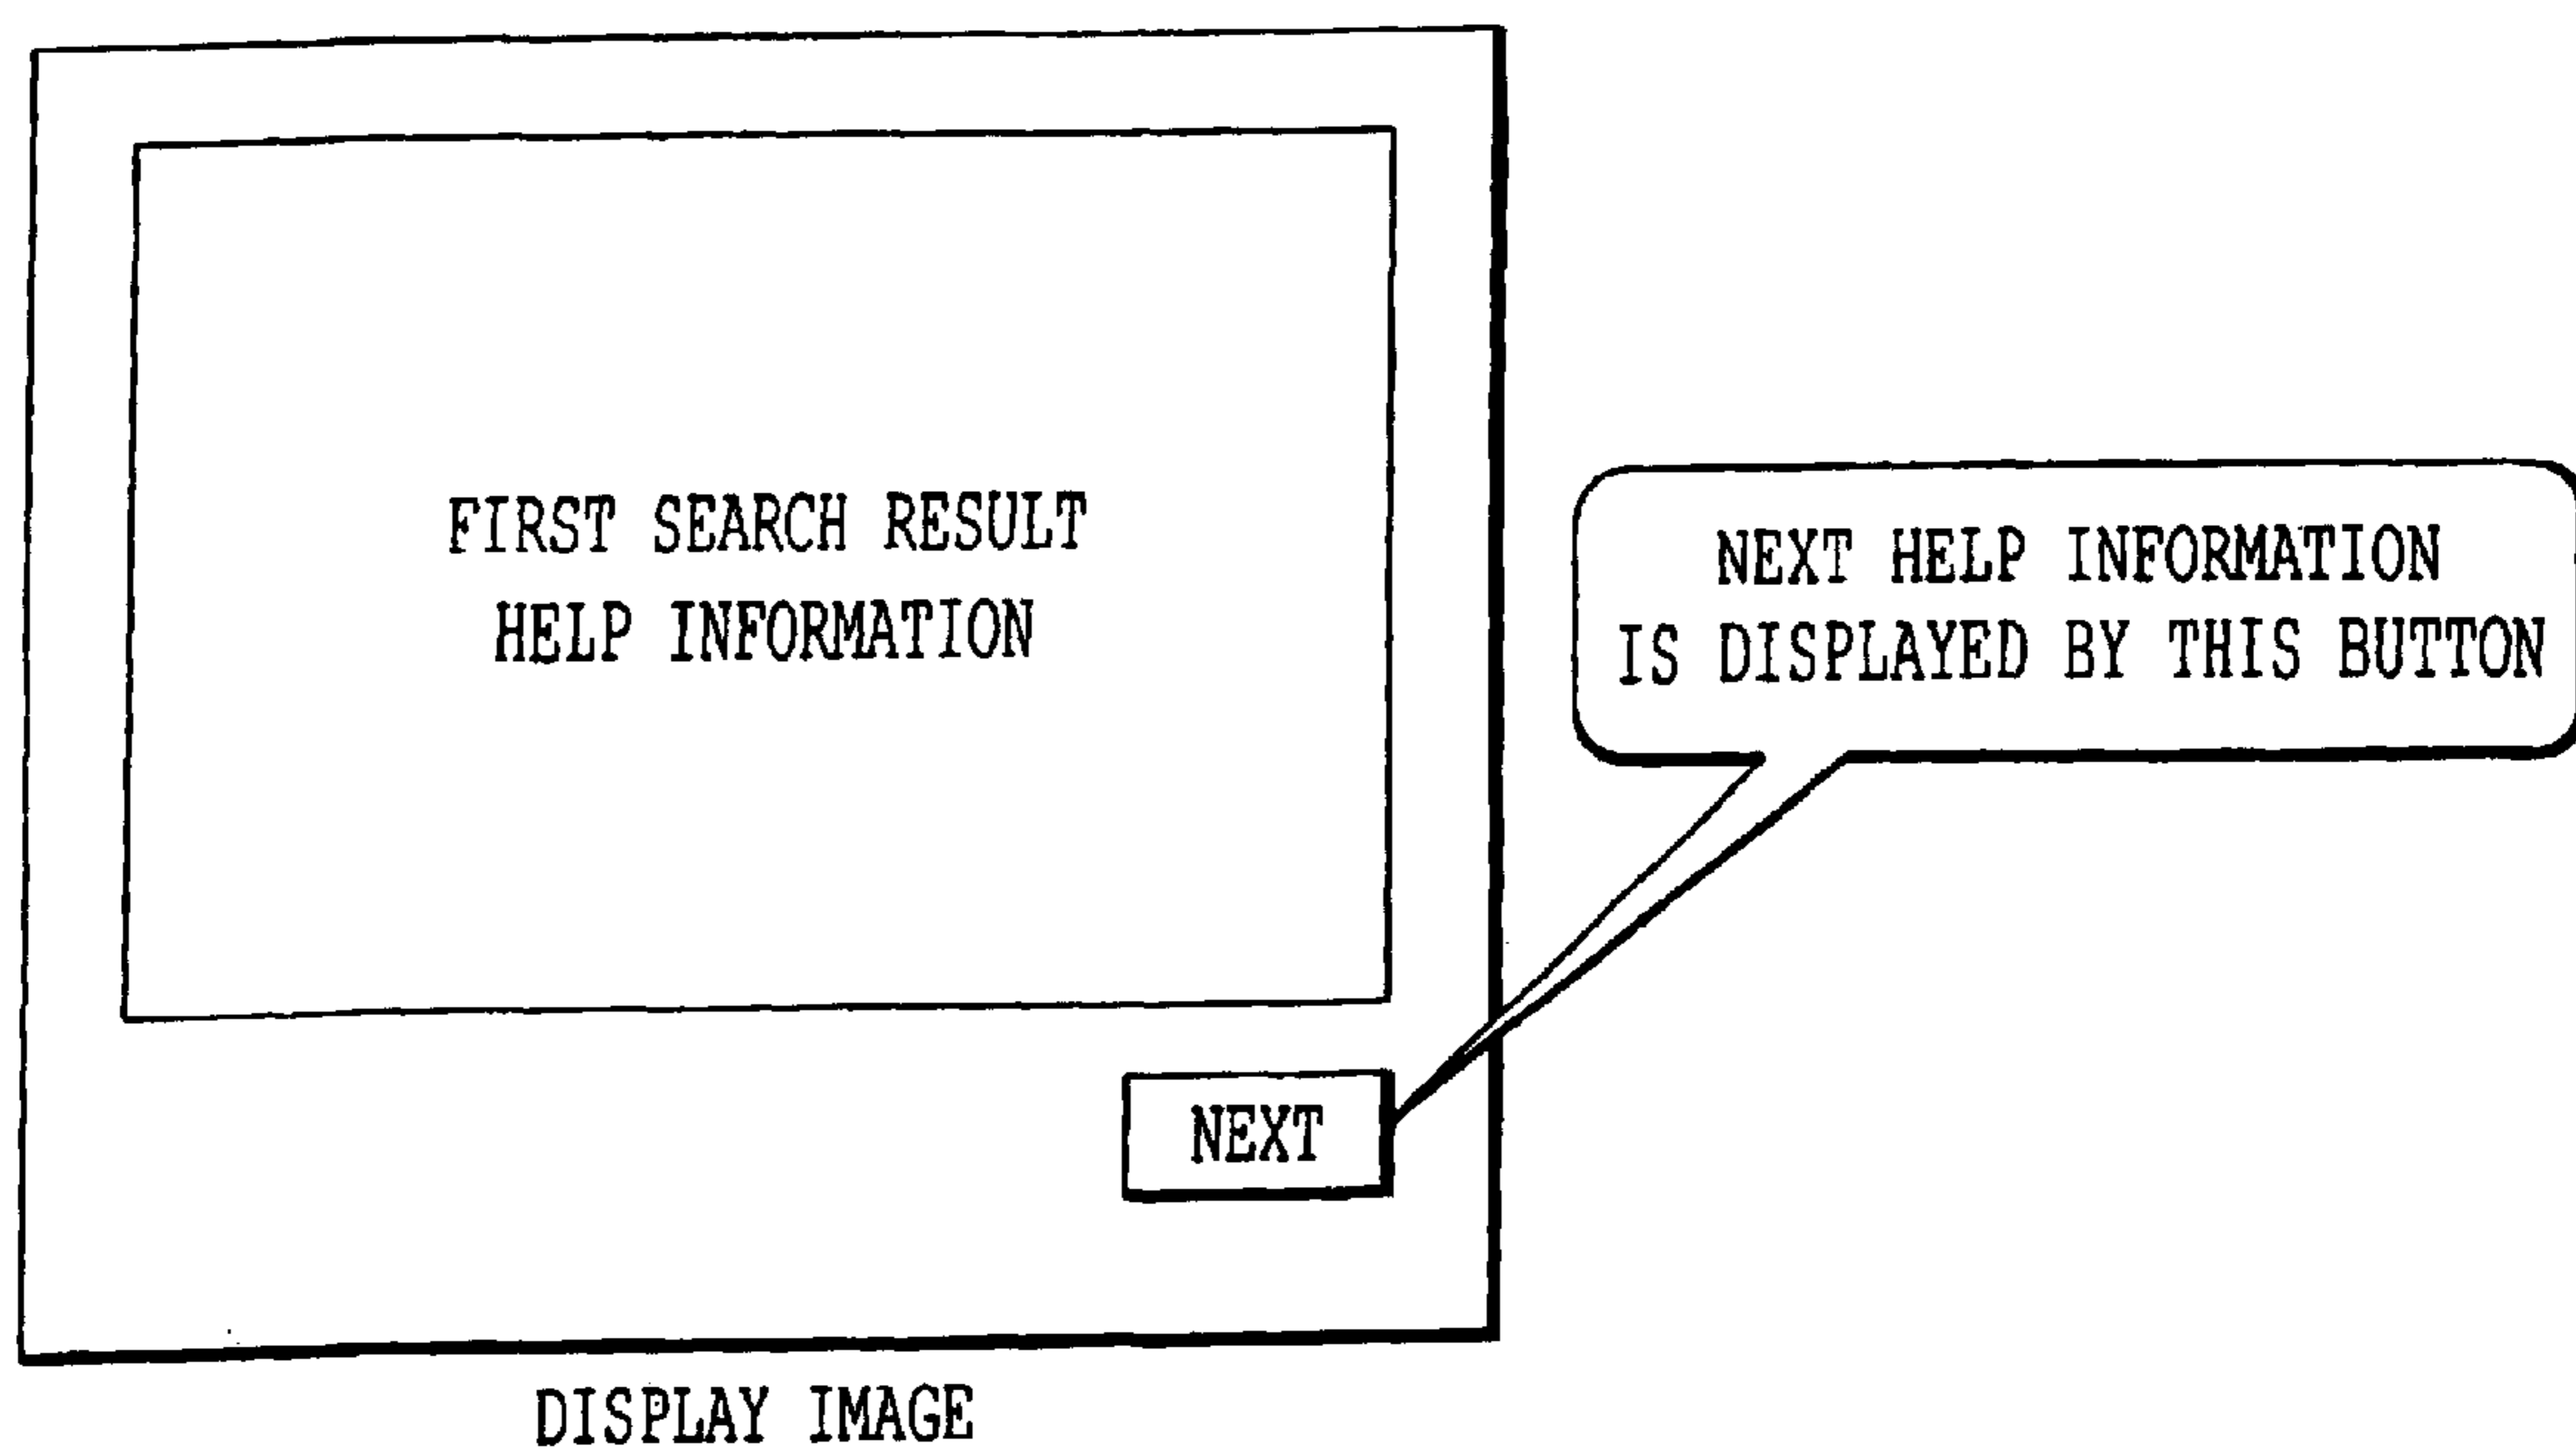 FIRST SEARCH RESULT
HELP INFORMATION
NEXT HELP INFORMATION
IS DISPLAYED BY THIS BUTTON
NEXT
DISPLAY IMAGE